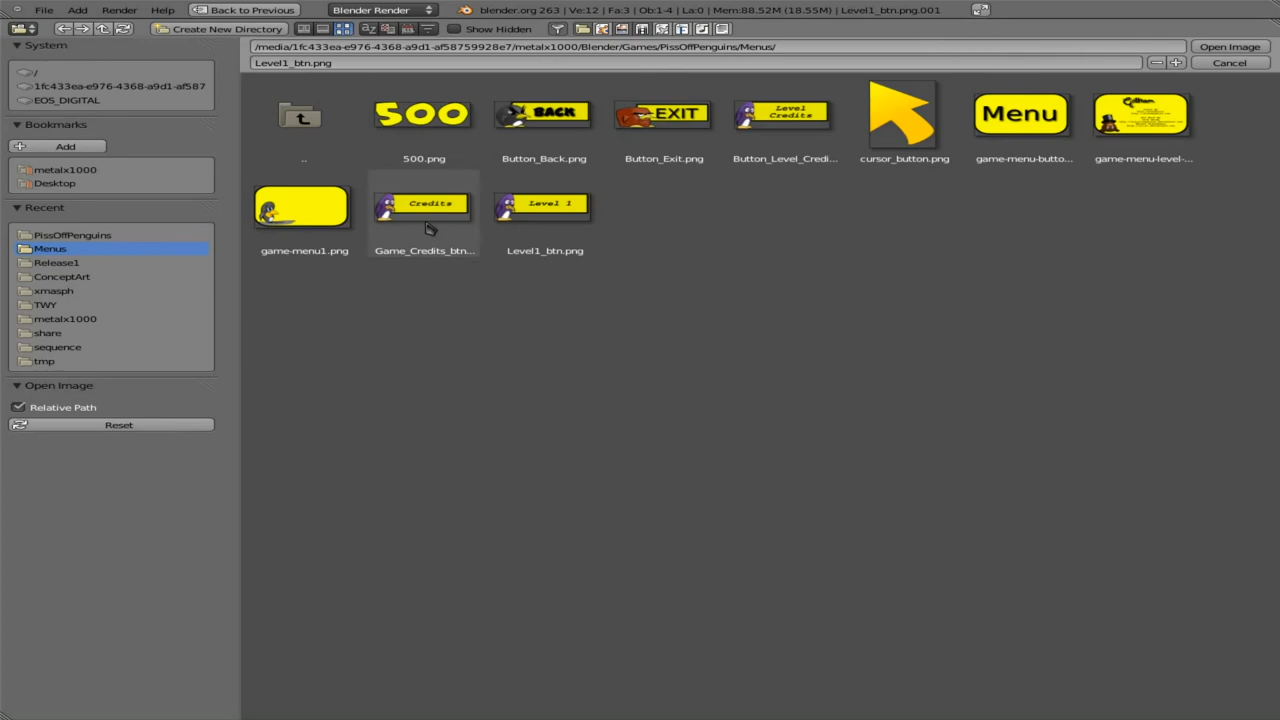 File Add Render Help Back to Previous Blender Render blender.org 263 | Ve:12 | Fa:3 | Ob:1-4 | La:0 | Mem:88.52M (18.55M) | Level1_btn.png.001
Create New Directory Show Hidden
System
/
1fc433ea-e976-4368-a9d1-af587
EOS_DIGITAL
Bookmarks
Add
metalx1000
Desktop
Recent
PissOffPenguins
Menus
Release1
ConceptArt
xmasph
TWY
metalx1000
share
sequence
tmp
Open Image
Relative Path
Reset
/media/1fc433ea-e976-4368-a9d1-af58759928e7/metalx1000/Blender/Games/PissOffPenguins/Menus/ Open Image
Level1_btn.png Cancel
500 BACK EXIT Level Credits Menu
.. 500.png Button_Back.png Button_Exit.png Button_Level_Credi... cursor_button.png game-menu-butto... game-menu-level-...
Credits Level 1
game-menu1.png Game_Credits_btn... Level1_btn.png